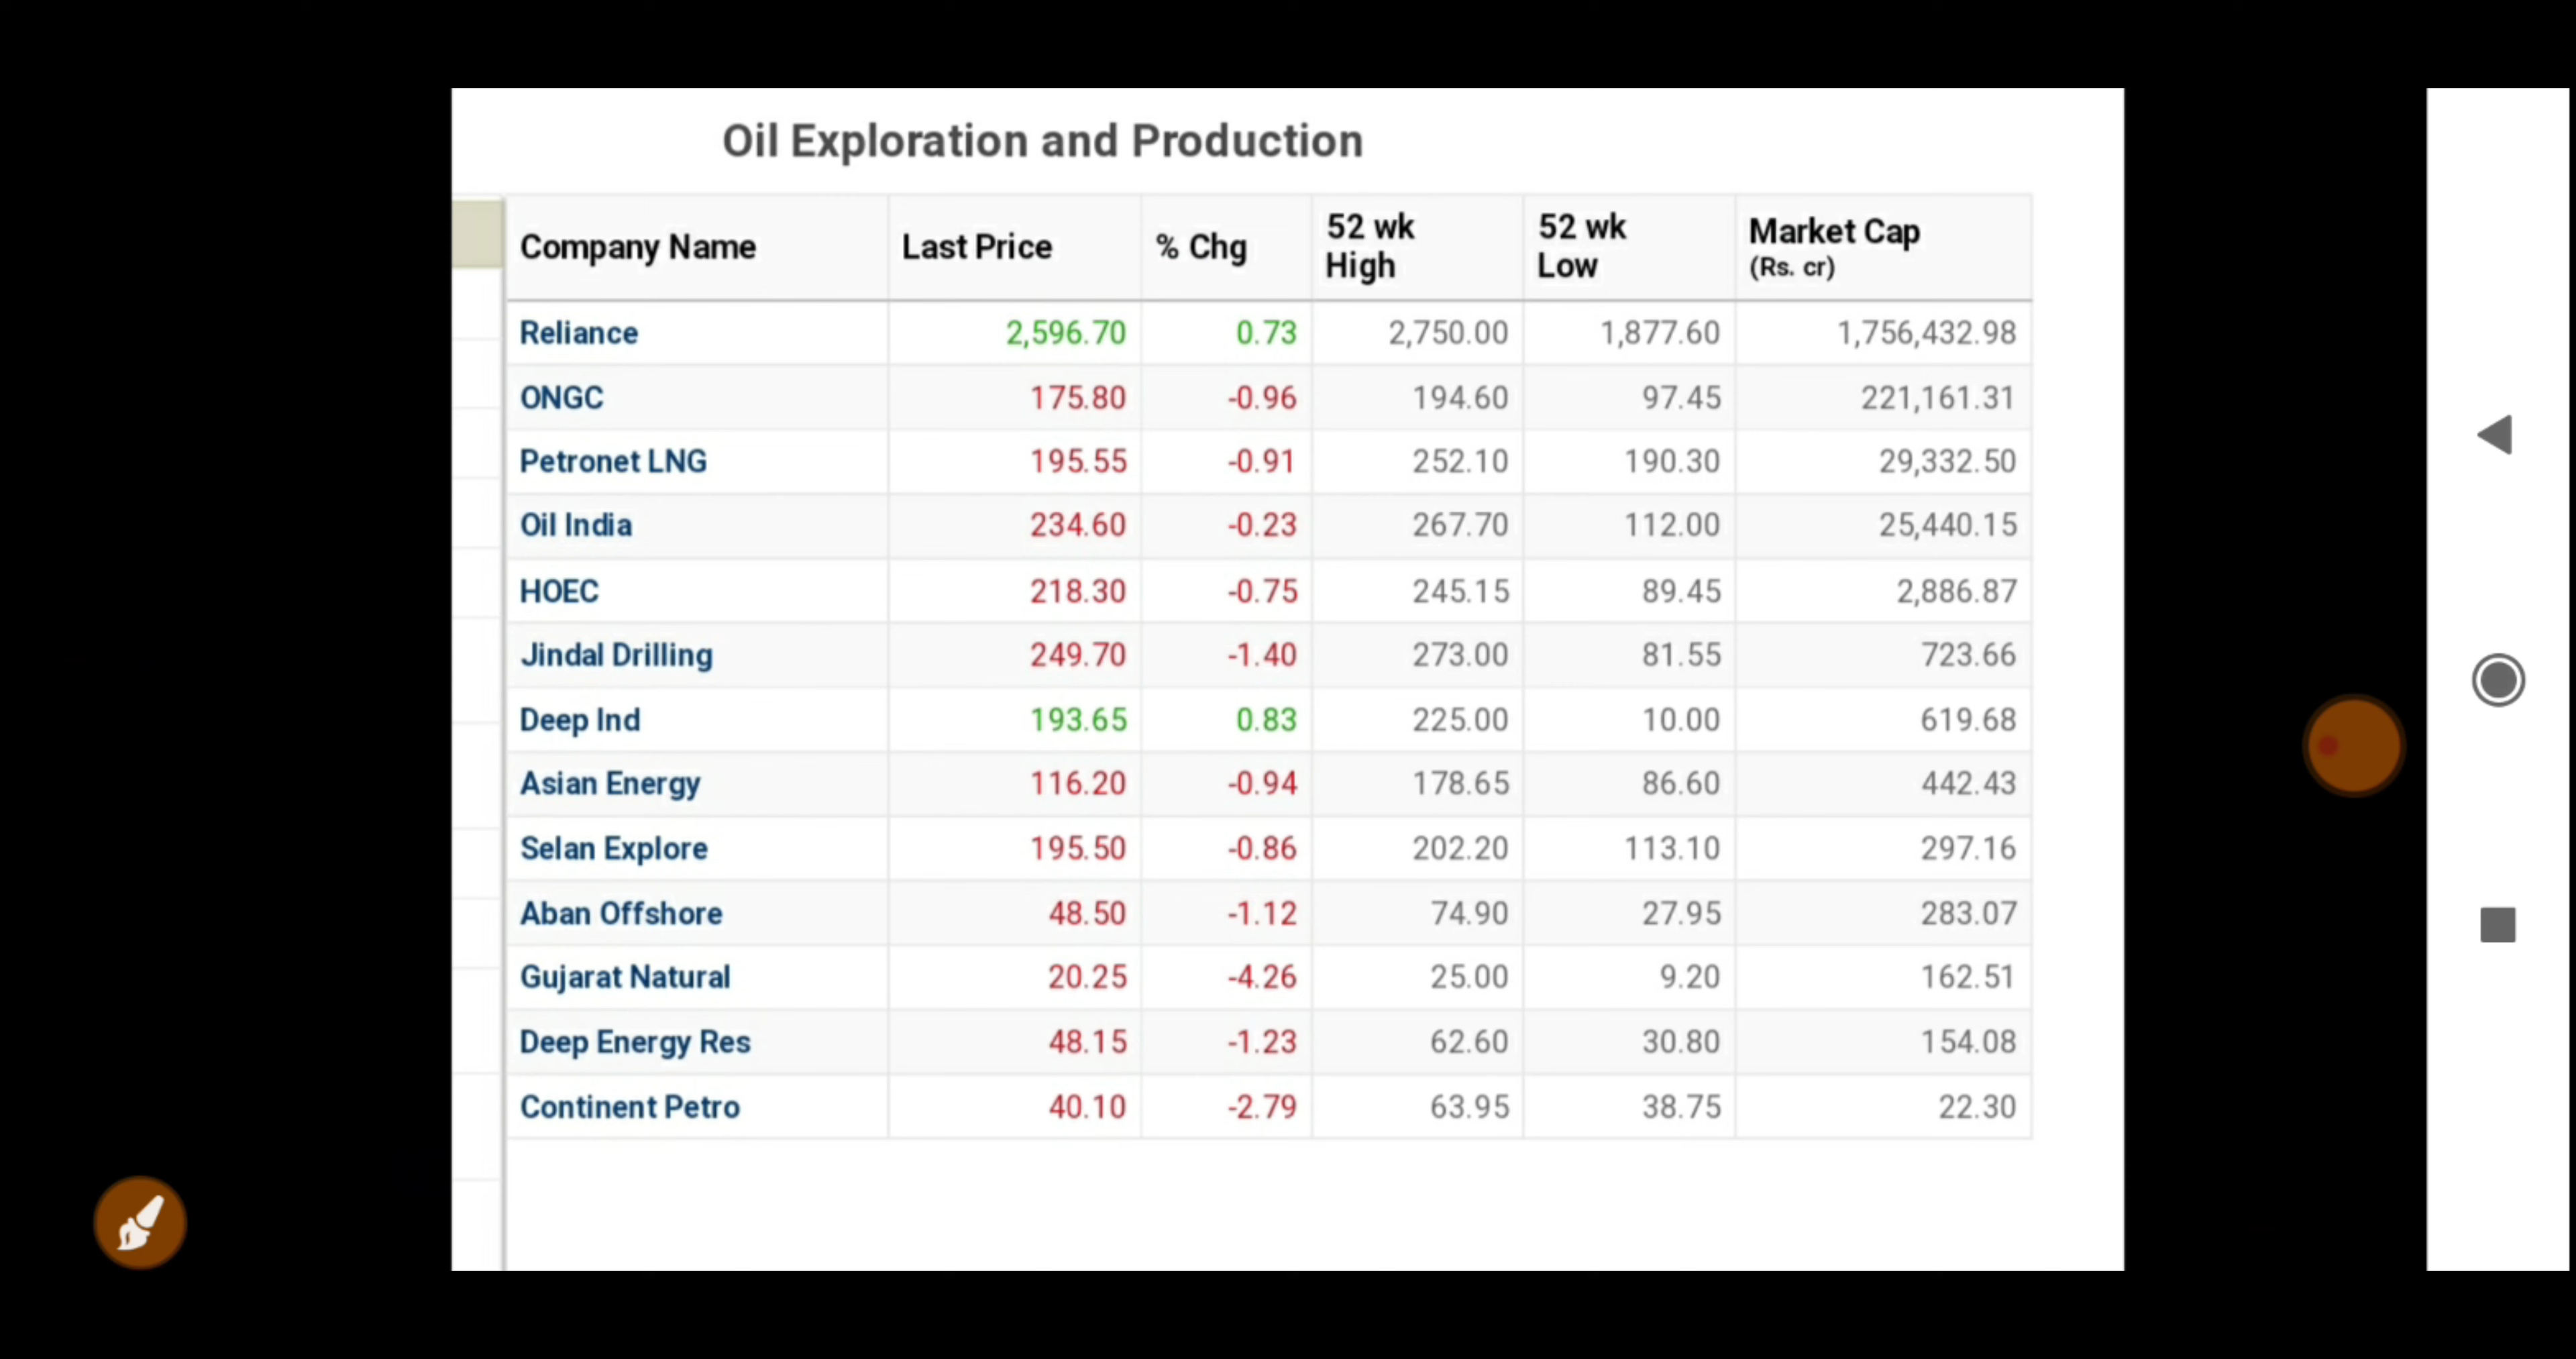 Oil Exploration and Production
Company Name Last Price % Chg 52 wk High 52 wk Low Market Cap (Rs. cr)
Reliance 2,596.70 0.73 2,750.00 1,877.60 1,756,432.98
ONGC 175.80 -0.96 194.60 97.45 221,161.31
Petronet LNG 195.55 -0.91 252.10 190.30 29,332.50
Oil India 234.60 -0.23 267.70 112.00 25,440.15
HOEC 218.30 -0.75 245.15 89.45 2,886.87
Jindal Drilling 249.70 -1.40 273.00 81.55 723.66
Deep Ind 193.65 0.83 225.00 10.00 619.68
Asian Energy 116.20 -0.94 178.65 86.60 442.43
Selan Explore 195.50 -0.86 202.20 113.10 297.16
Aban Offshore 48.50 -1.12 74.90 27.95 283.07
Gujarat Natural 20.25 -4.26 25.00 9.20 162.51
Deep Energy Res 48.15 -1.23 62.60 30.80 154.08
Continent Petro 40.10 -2.79 63.95 38.75 22.30